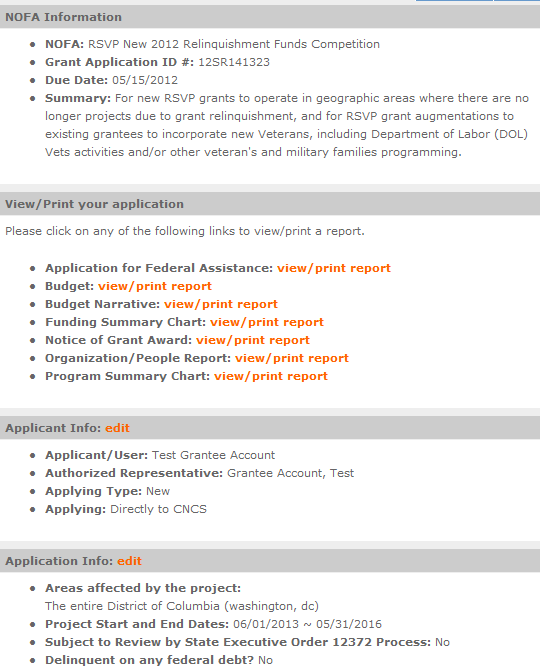 NOFA Information
• NOFA: RSVP New 2012 Relinquishment Funds Competition
• Grant Application ID #: 12SR141323
• Due Date: 05/15/2012
• Summary: For new RSVP grants to operate in geographic areas where there are no
longer projects due to grant relinquishment, and for RSVP grant augmentations to
existing grantees to incorporate new Veterans, including Department of Labor (DOL)
Vets activities and/or other veteran's and military families programming.
View/Print your application
Please click on any of the following links to view/print a report.
• Application for Federal Assistance: view/print report
• Budget: view/print report
• Budget Narrative: view/print report
• Funding Summary Chart: view/print report
• Notice of Grant Award: view/print report
• Organization/People Report: view/print report
• Program Summary Chart: view/print report
Applicant Info: edit
• Applicant/User: Test Grantee Account
• Authorized Representative: Grantee Account, Test
• Applying Type: New
• Applying: Directly to CNCS
Application Info: edit
• Areas affected by the project:
The entire District of Columbia (washington, dc)
• Project Start and End Dates: 06/01/2013 ~ 05/31/2016
• Subject to Review by State Executive Order 12372 Process: No
• Delinquent on any federal debt? No